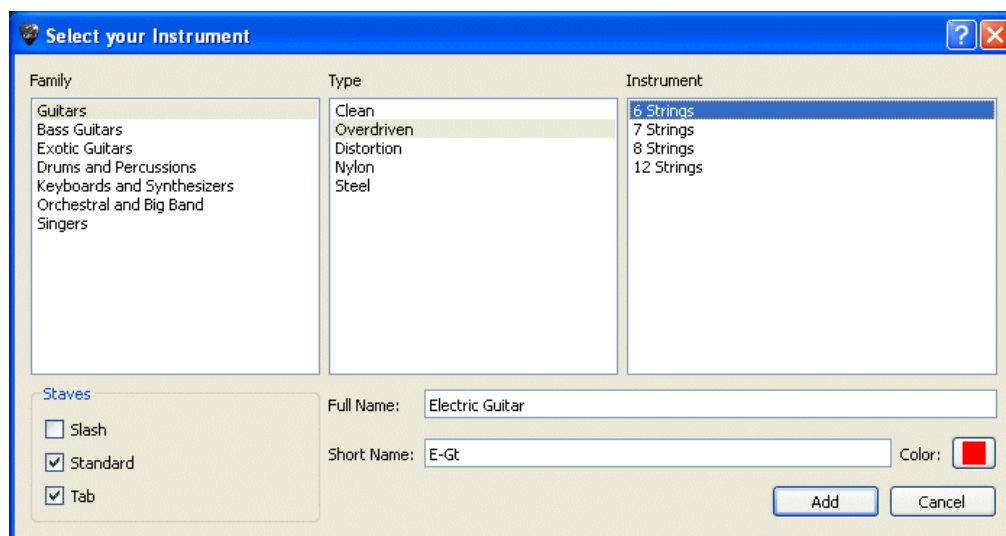 Select your Instrument
Family
Type
Instrument
Guitars
Bass Guitars
Exotic Guitars
Drums and Percussions
Keyboards and Synthesizers
Orchestral and Big Band
Singers
Clean
Overdriven
Distortion
Nylon
Steel
6 Strings
7 Strings
8 Strings
12 Strings
Staves
Slash
Standard
Tab
Full Name: Electric Guitar
Short Name: E-Gt
Color:
Add
Cancel